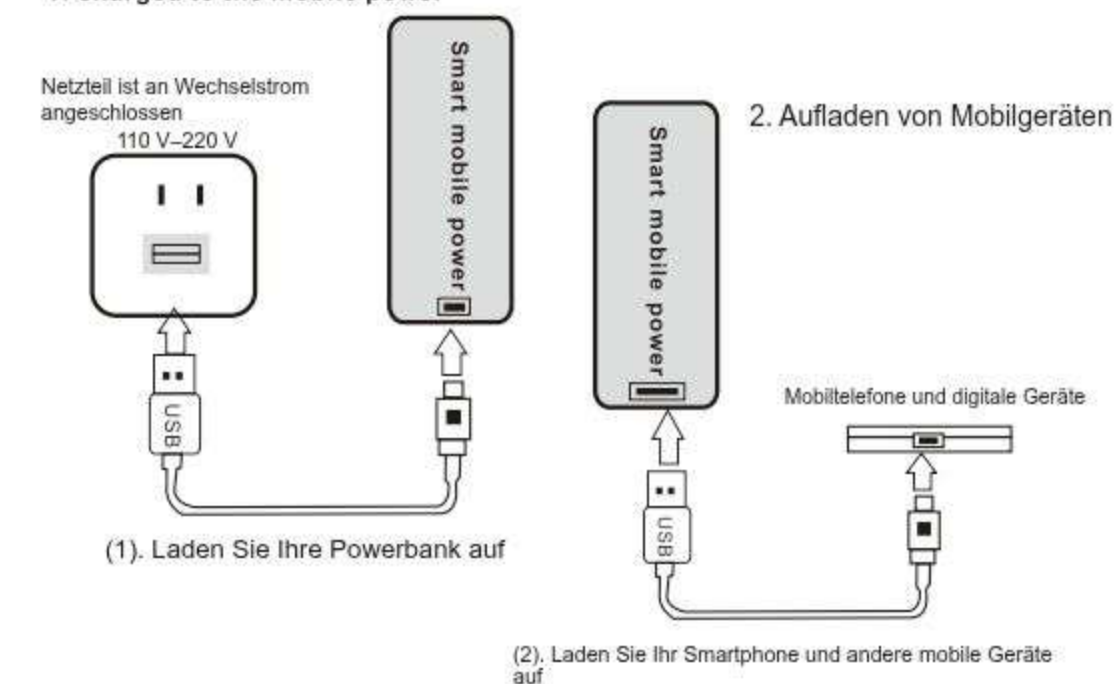 Netzteil ist an Wechselstrom
angeschlossen
110 V–220 V
Smart mobile power
USB
(1). Laden Sie Ihre Powerbank auf
2. Aufladen von Mobilgeräten
Smart mobile power
Mobiltelefone und digitale Geräte
USB
(2). Laden Sie Ihr Smartphone und andere mobile Geräte
auf